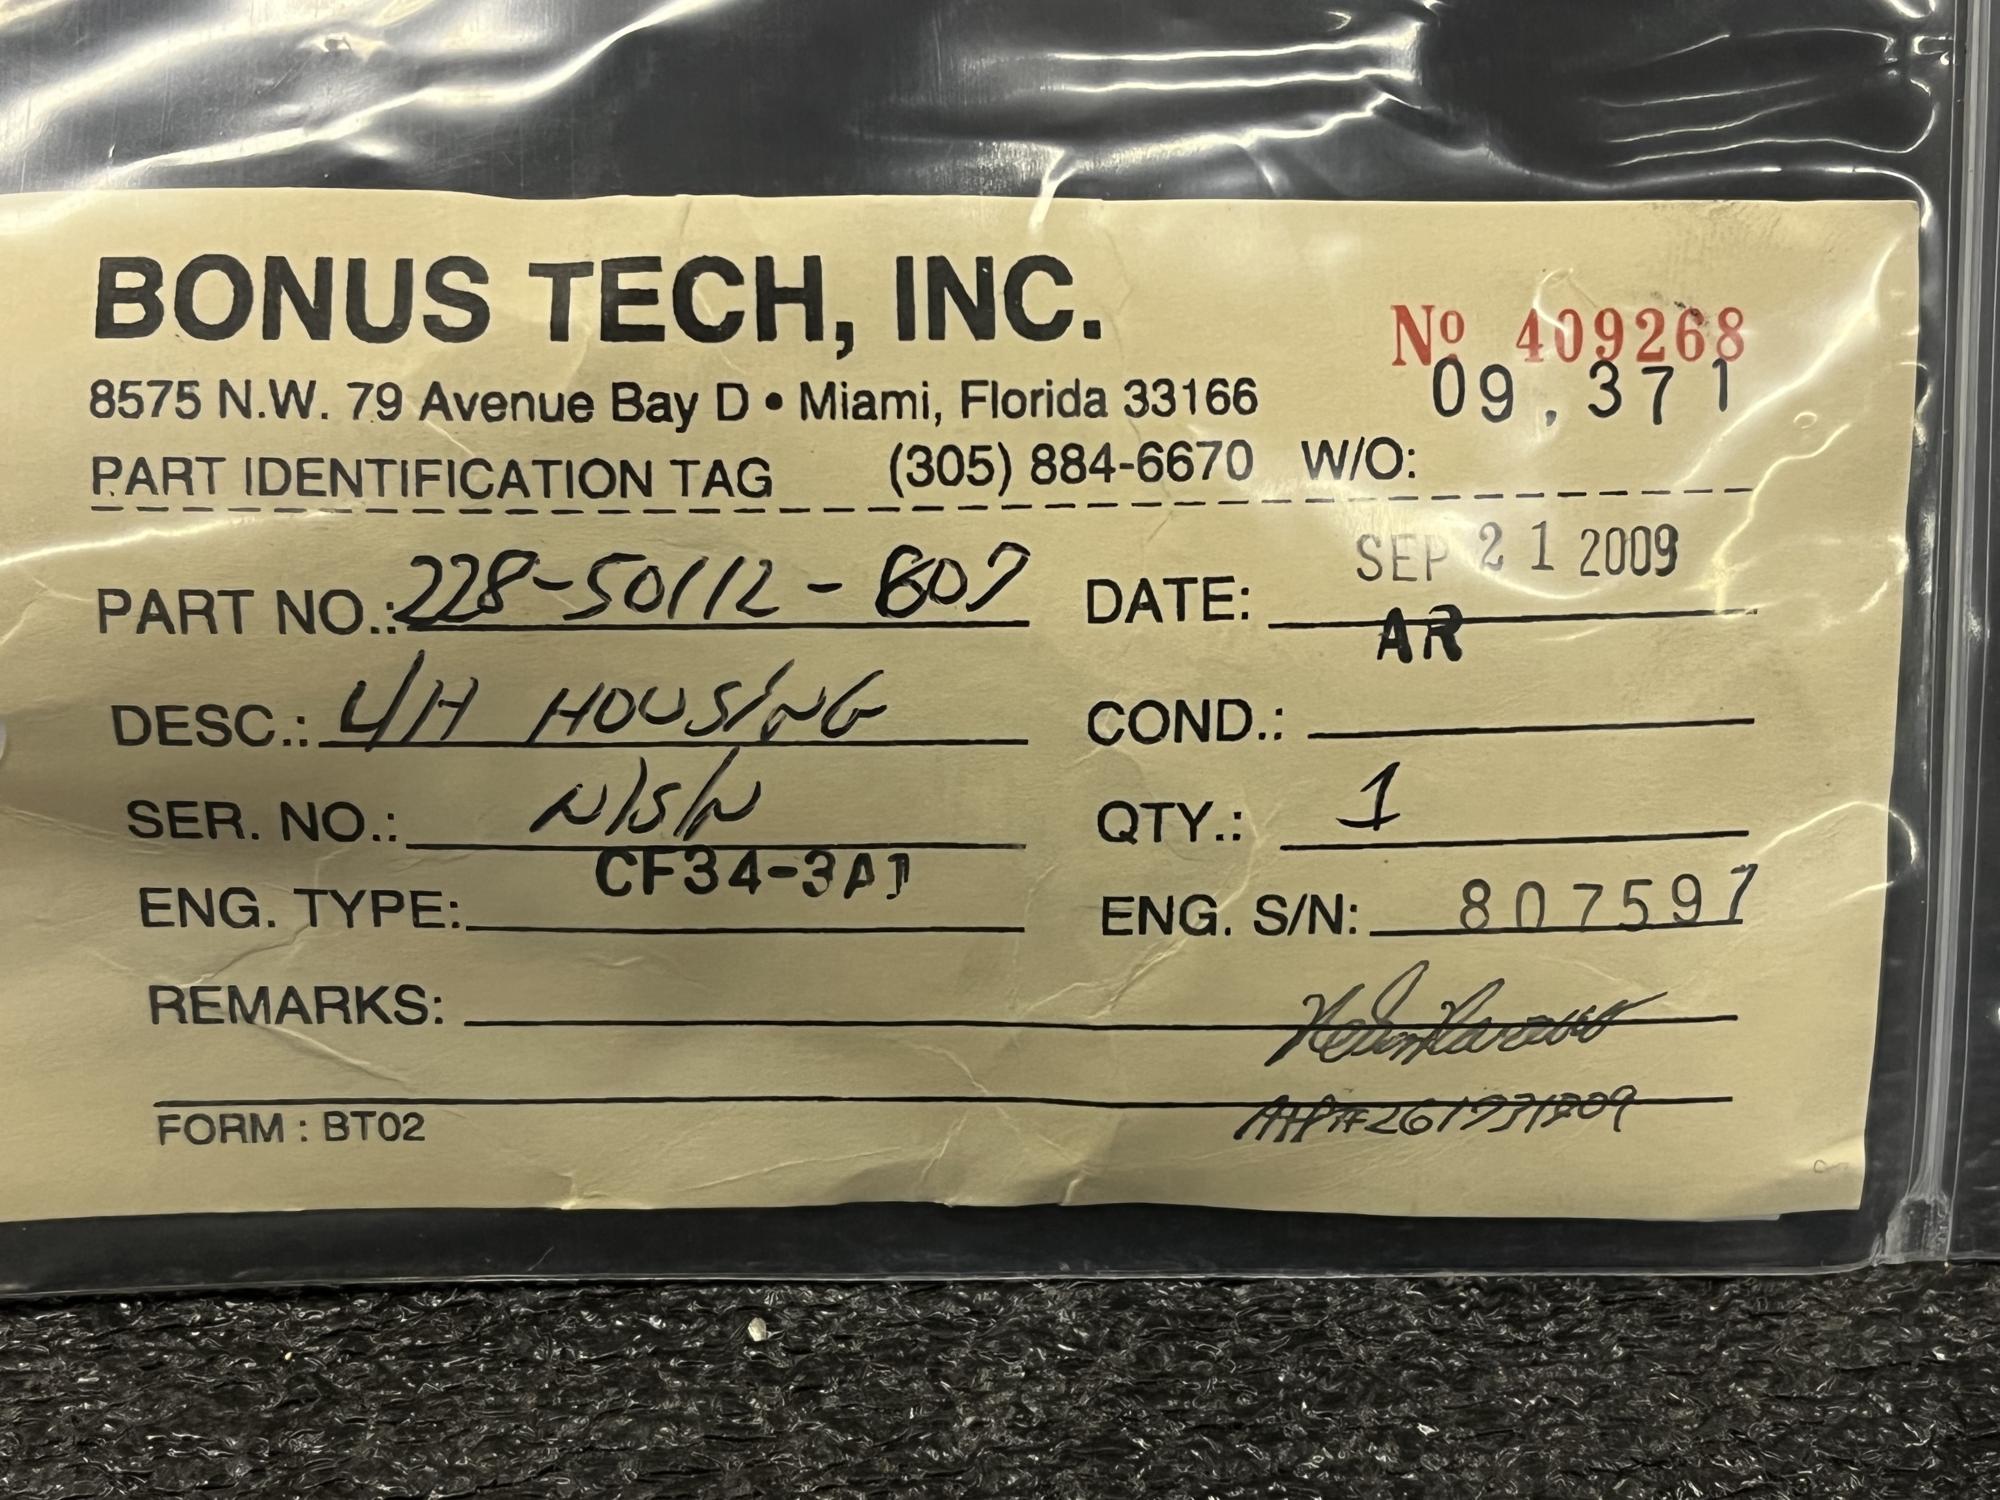 BONUS TECH, INC.
Nº 409268
8575 N.W. 79 Avenue Bay D • Miami, Florida 33166
09.371
PART IDENTIFICATION TAG (305) 884-6670 W/O:
PART NO.: 228-50112-807 DATE: SEP 21 2009
AR
DESC.: L/H HOUSING COND.:
SER. NO.: N/S/N QTY.: 1
ENG. TYPE: CF34-3A1 ENG. S/N: 807597
REMARKS:
FORM : BT02